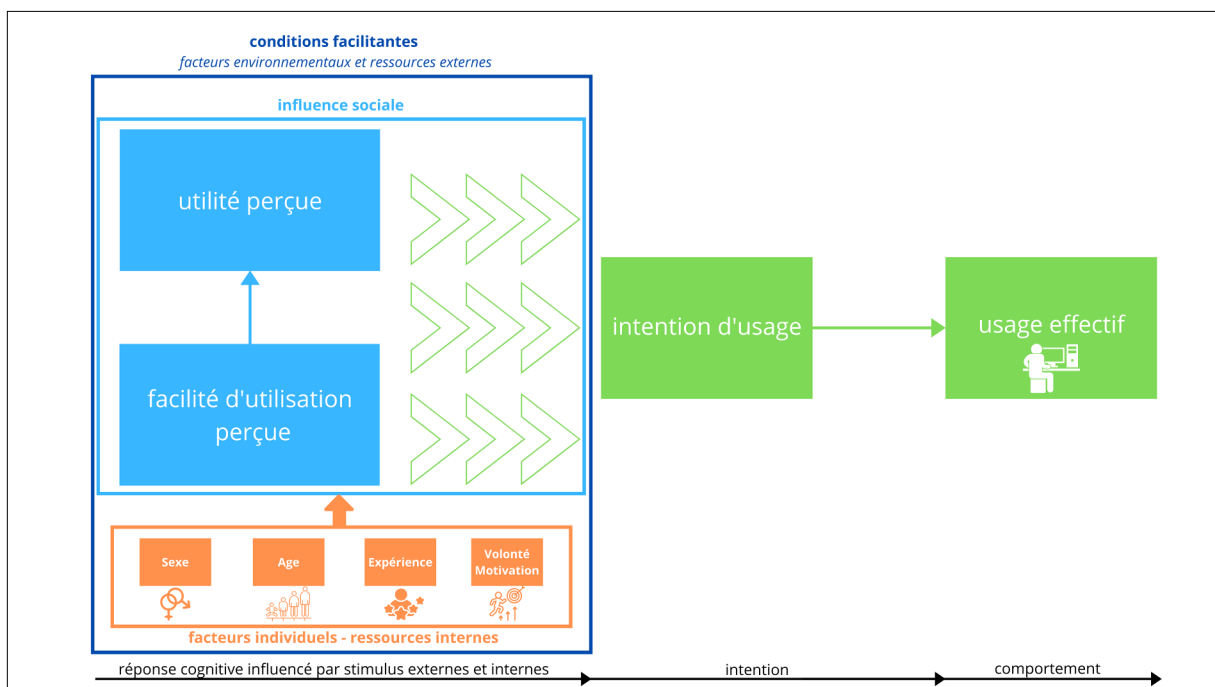 conditions facilitantes
facteurs environnementaux et ressources externes
influence sociale
utilité perçue
facilité d'utilisation
perçue
intention d'usage
usage effectif
Sexe
Age
Expérience
Volonté
Motivation
facteurs individuels - ressources internes
réponse cognitive influencé par stimulus externes et internes
intention
comportement